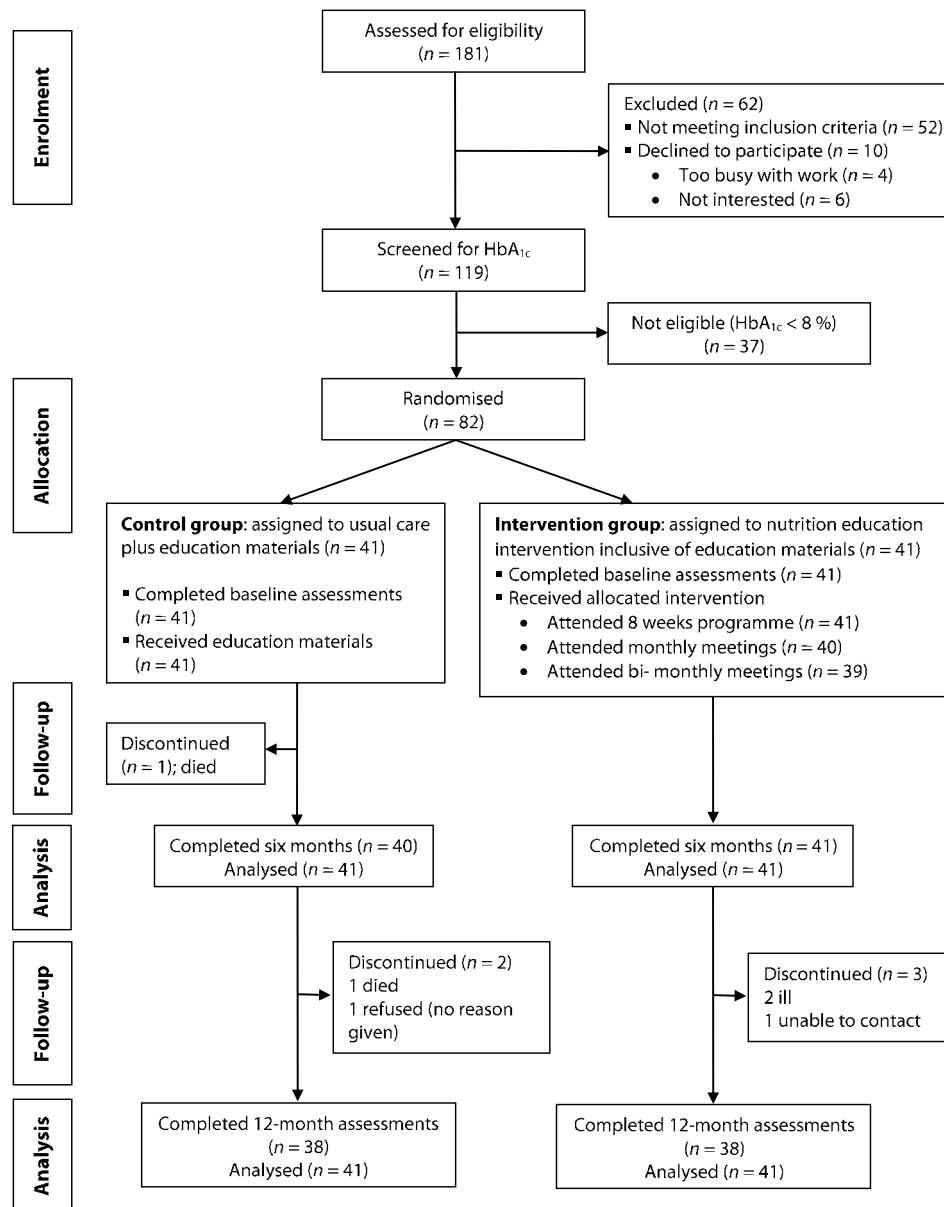 Enrolment
Assessed for eligibility
(n = 181)
Excluded (n = 62)
▪ Not meeting inclusion criteria (n = 52)
▪ Declined to participate (n = 10)
• Too busy with work (n = 4)
• Not interested (n = 6)
Screened for HbA1c
(n = 119)
Not eligible (HbA1c < 8 %)
(n = 37)
Allocation
Randomised
(n = 82)
Control group: assigned to usual care
plus education materials (n = 41)
▪ Completed baseline assessments
(n = 41)
▪ Received education materials
(n = 41)
Intervention group: assigned to nutrition education
intervention inclusive of education materials (n = 41)
▪ Completed baseline assessments (n = 41)
▪ Received allocated intervention
• Attended 8 weeks programme (n = 41)
• Attended monthly meetings (n = 40)
• Attended bi- monthly meetings (n = 39)
Follow-up
Discontinued
(n = 1); died
Analysis
Completed six months (n = 40)
Analysed (n = 41)
Completed six months (n = 41)
Analysed (n = 41)
Follow-up
Discontinued (n = 2)
1 died
1 refused (no reason
given)
Discontinued (n = 3)
2 ill
1 unable to contact
Analysis
Completed 12-month assessments
(n = 38)
Analysed (n = 41)
Completed 12-month assessments
(n = 38)
Analysed (n = 41)